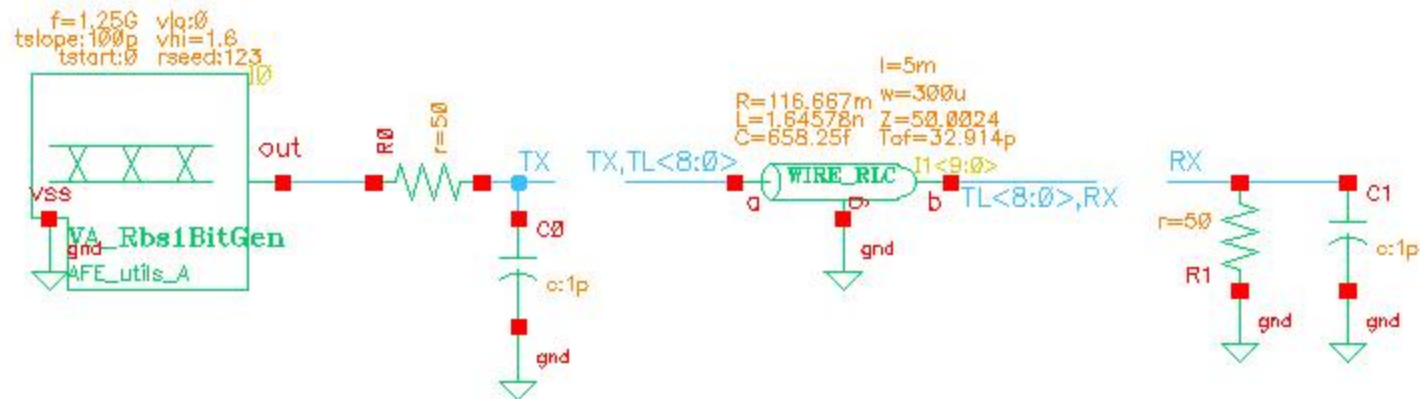 f=1.25G vlo:0
tslope:100p vhi=1.6
tstart:0 rseed:123
I0
out
VSS
gnd
VA_Rbs1BitGen
AFE_utils_A
R0
r=50
TX
C0
c:1p
gnd
TX,TL<8:0>
l=5m
R=116.667m w=300u
L=1.64578n Z=50.0024
C=658.25f Tof=32.914p
WIRE_RLC
I1<9:0>
a
g
b
TL<8:0>,RX
gnd
RX
C1
r=50
R1
c:1p
gnd
gnd